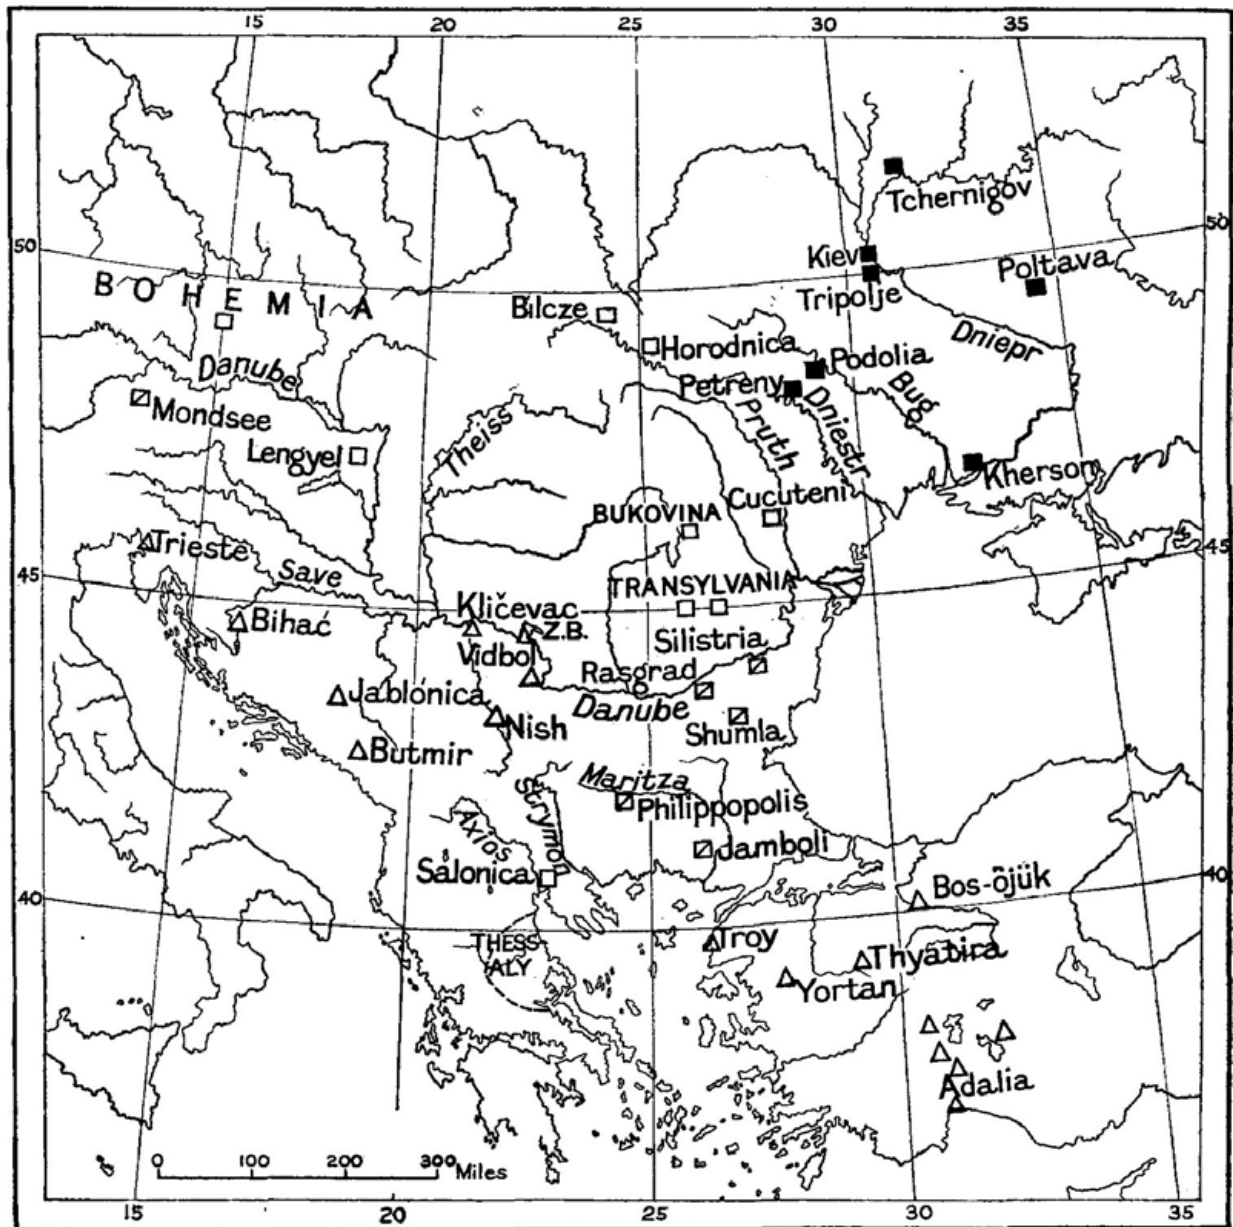 15 20 25 30 35
Tchernigov
50
50
Kiev
Poltava
BOHEMIA
Tripolje
Bilcze
Dniepr
Horodnica
Danube
Podolia
Petreny
Bug
Mondsee
Theiss
Pruth
Dniestr
Lengyel
Kherson
Cucuteni
BUKOVINA
Trieste
45
45
Save
TRANSYLVANIA
Kličevac
Bihać
Z.B.
Silistria
Vidbol
Rasgrad
Jablonica
Danube
Nish
Shumla
Butmir
Maritza
Strymon
Philippopolis
Axios
Jamboli
Salonica
Bos-öjük
40
40
THESS-
ALY
Troy
Thyatira
Yortan
Adalia
0 100 200 300 Miles
15 20 25 30 35